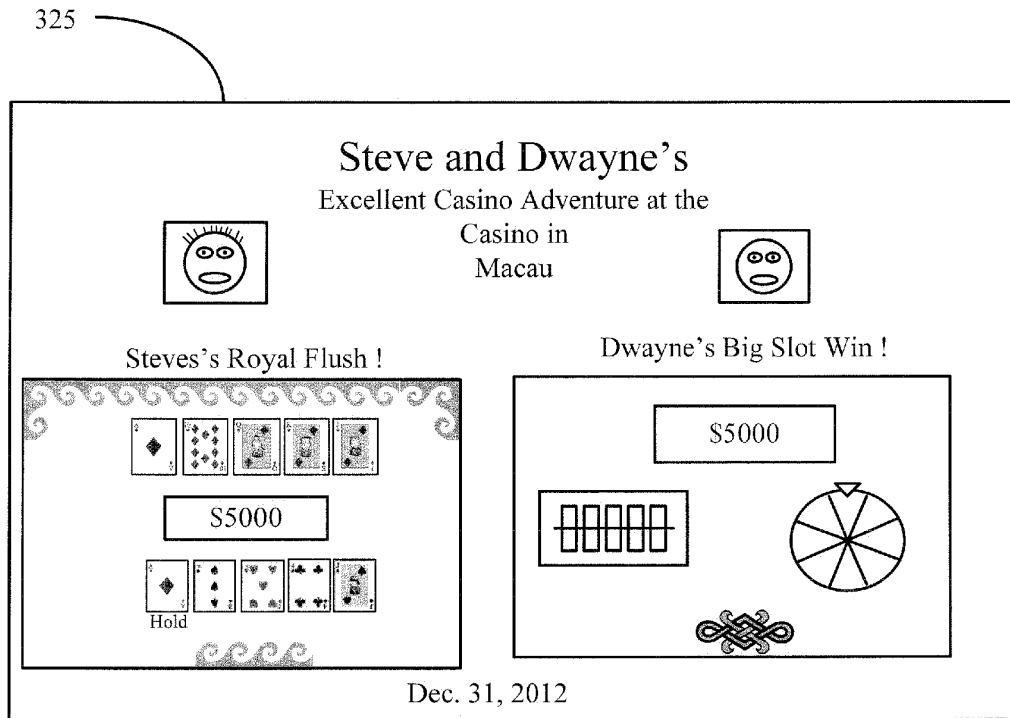 325
Steve and Dwayne's
Excellent Casino Adventure at the
Casino in
Macau
Steves's Royal Flush !
Dwayne's Big Slot Win !
$5000
$5000
Hold
Dec. 31, 2012